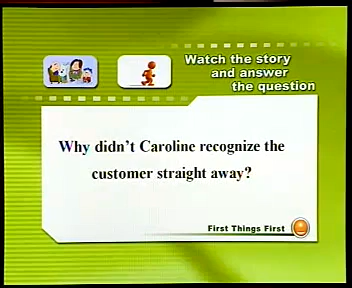 Watch the story
and answer
the question
Why didn't Caroline recognize the
customer straight away?
First Things First